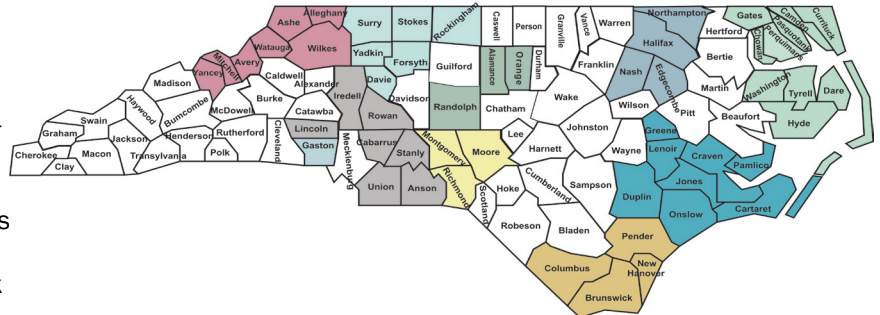 Ashe
Alleghany
Surry
Stokes
Rockingham
Caswell
Person
Granville
Vance
Warren
Northampton
Gates
Camden
Currituck
Pasquotank
Perquimans
Chowan
Hertford
Halifax
Bertie
Watauga
Wilkes
Yadkin
Forsyth
Guilford
Alamance
Orange
Durham
Franklin
Nash
Edgecombe
Martin
Washington
Tyrell
Dare
Mitchell
Avery
Yancey
Caldwell
Alexander
Iredell
Davie
Davidson
Randolph
Chatham
Wake
Wilson
Pitt
Beaufort
Hyde
Madison
Burke
McDowell
Catawba
Rowan
Haywood
Bumcombe
Swain
Graham
Jackson
Henderson
Rutherford
Cleveland
Lincoln
Gaston
Cherokee
Macon
Clay
Transylvania
Polk
Mecklenburg
Cabarrus
Stanly
Montgomery
Moore
Lee
Harnett
Johnston
Wayne
Greene
Lenoir
Craven
Pamlico
Union
Anson
Richmond
Scotland
Hoke
Cumberland
Sampson
Duplin
Jones
Onslow
Cartaret
Robeson
Bladen
Pender
Columbus
New
Hanover
Brunswick
s